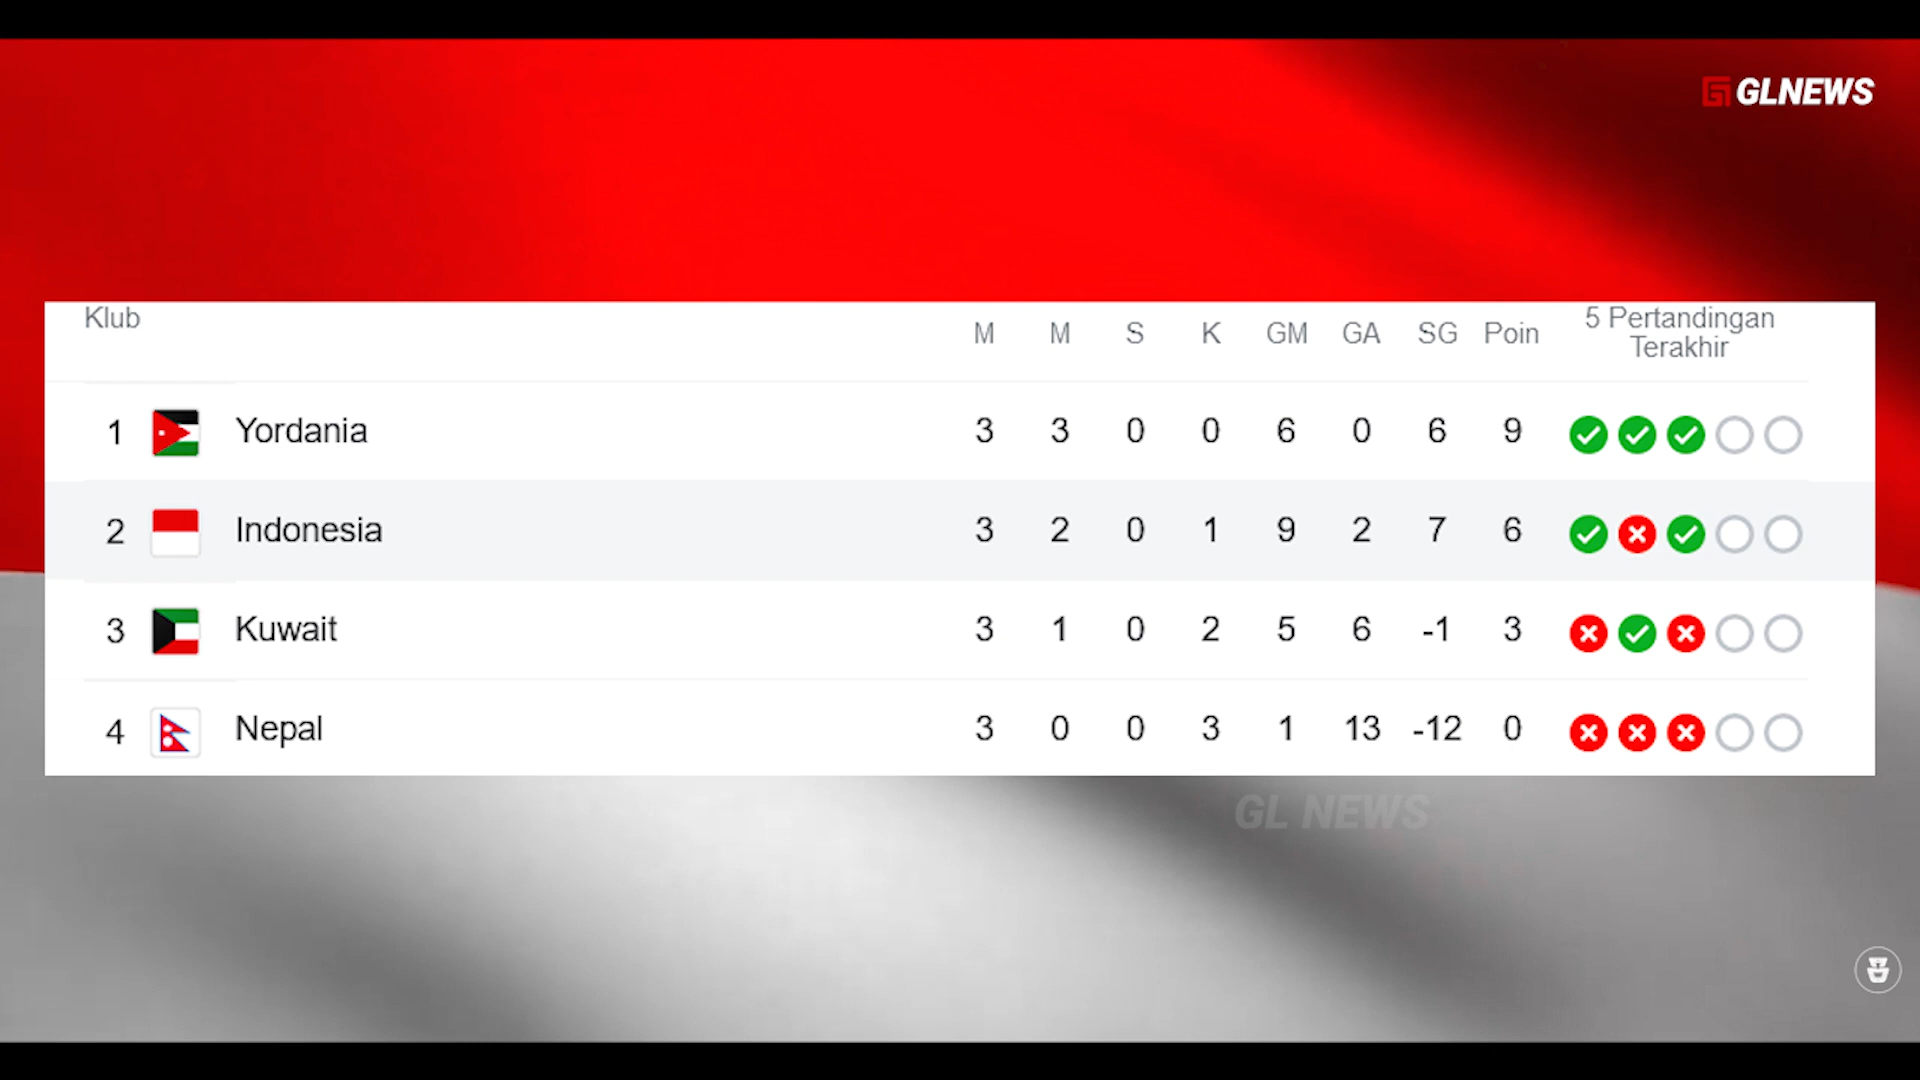 GLNEWS
Klub M M S K GM GA SG Poin 5 Pertandingan
Terakhir
1 Yordania 3 3 0 0 6 0 6 9
2 Indonesia 3 2 0 1 9 2 7 6
3 Kuwait 3 1 0 2 5 6 -1 3
4 Nepal 3 0 0 3 1 13 -12 0
GL NEWS